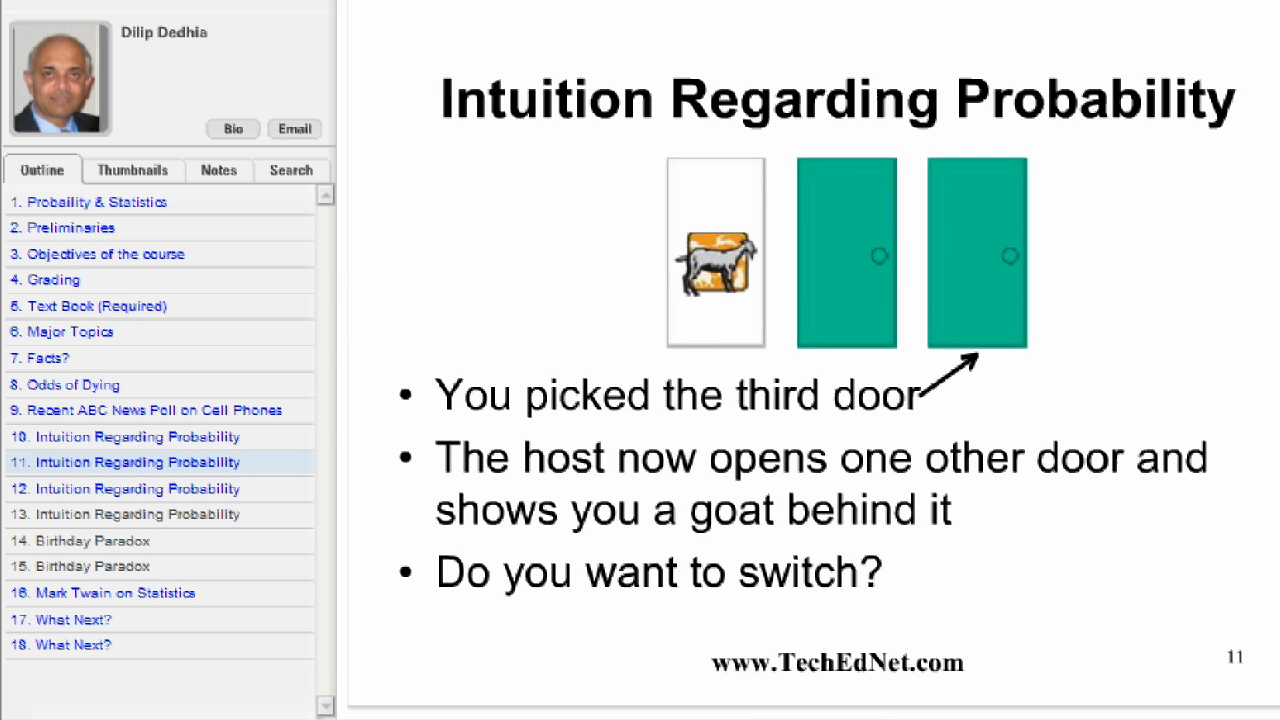 Dilip Dedhia
Bio
Email
Outline
Thumbnails
Notes
Search
1. Probaility & Statistics
2. Preliminaries
3. Objectives of the course
4. Grading
5. Text Book (Required)
6. Major Topics
7. Facts?
8. Odds of Dying
9. Recent ABC News Poll on Cell Phones
10. Intuition Regarding Probability
11. Intuition Regarding Probability
12. Intuition Regarding Probability
13. Intuition Regarding Probability
14. Birthday Paradox
15. Birthday Paradox
16. Mark Twain on Statistics
17. What Next?
18. What Next?
Intuition Regarding Probability
• You picked the third door
• The host now opens one other door and
shows you a goat behind it
• Do you want to switch?
www.TechEdNet.com
11